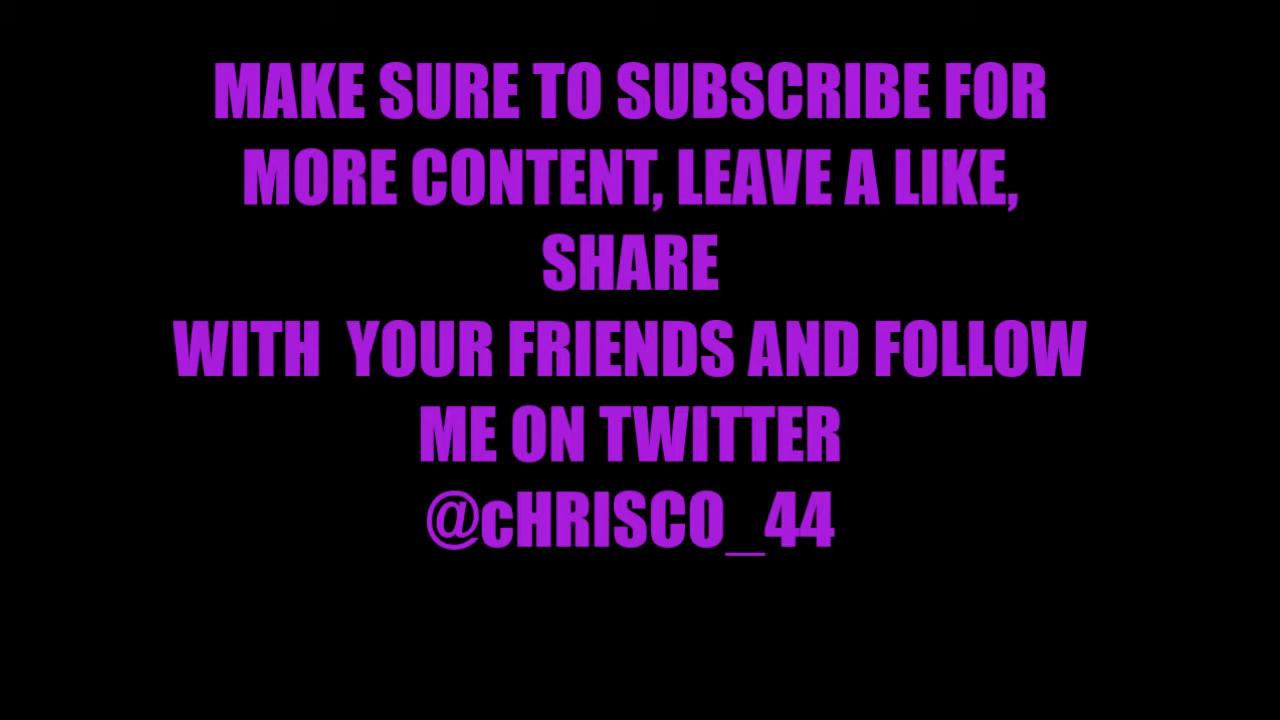 MAKE SURE TO SUBSCRIBE FOR
MORE CONTENT, LEAVE A LIKE,
SHARE
WITH  YOUR FRIENDS AND FOLLOW
ME ON TWITTER
@cHRISCO_44